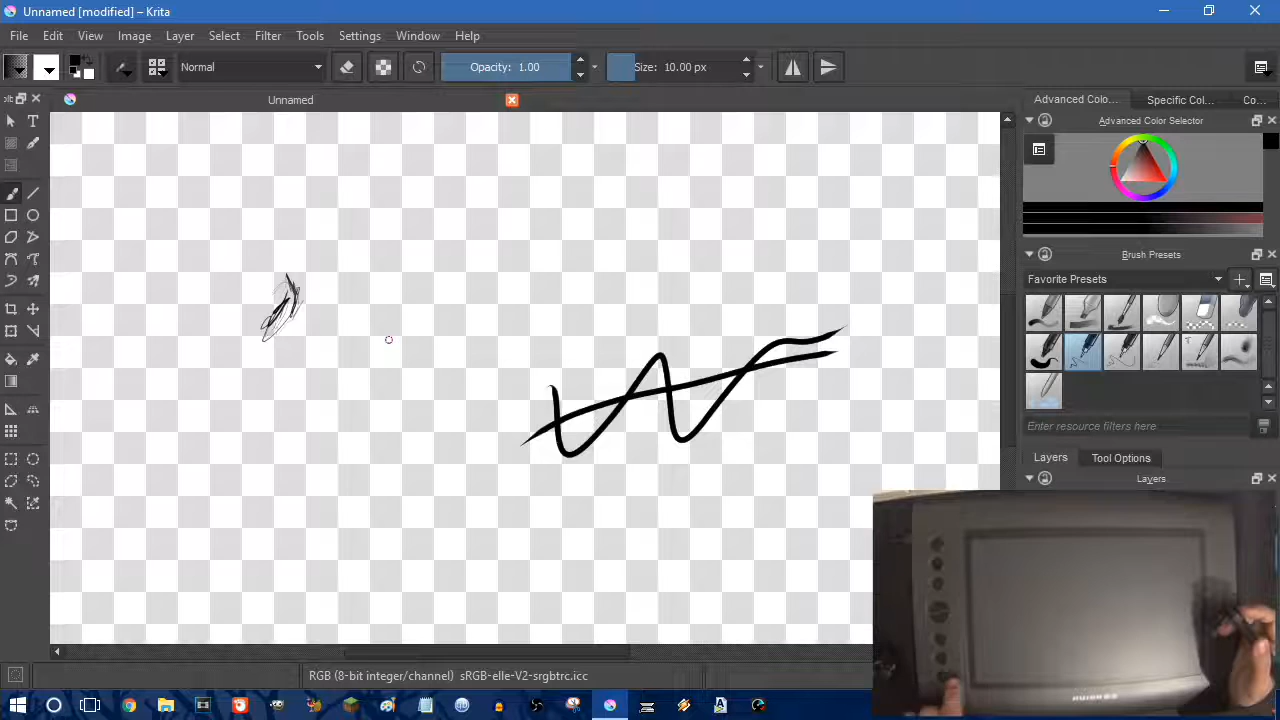 Unnamed [modified] – Krita
File Edit View Image Layer Select Filter Tools Settings Window Help
Normal Opacity: 1.00 Size: 10.00 px
Unnamed
Advanced Colo... Specific Col... Co...
Advanced Color Selector
Brush Presets
Favorite Presets
Enter resource filters here
Layers Tool Options
Layers
RGB (8-bit integer/channel) sRGB-elle-V2-srgbtrc.icc